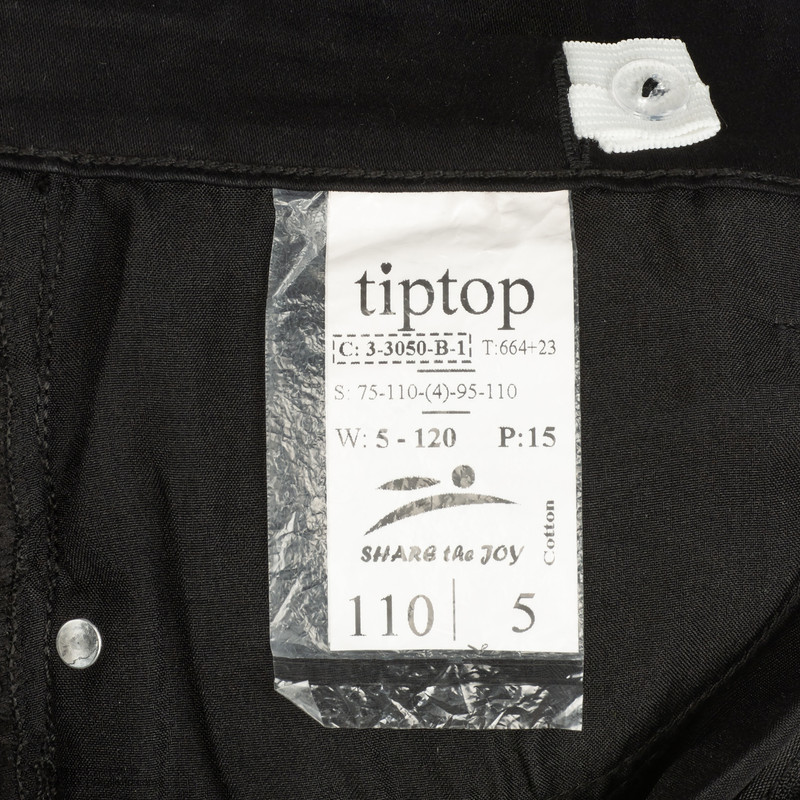 tiptop
C: 3-3050-B-1 T:664+23
S: 75-110-(4)-95-110
W: 5 - 120 P:15
SHARE the JOY
Cotton
110 | 5